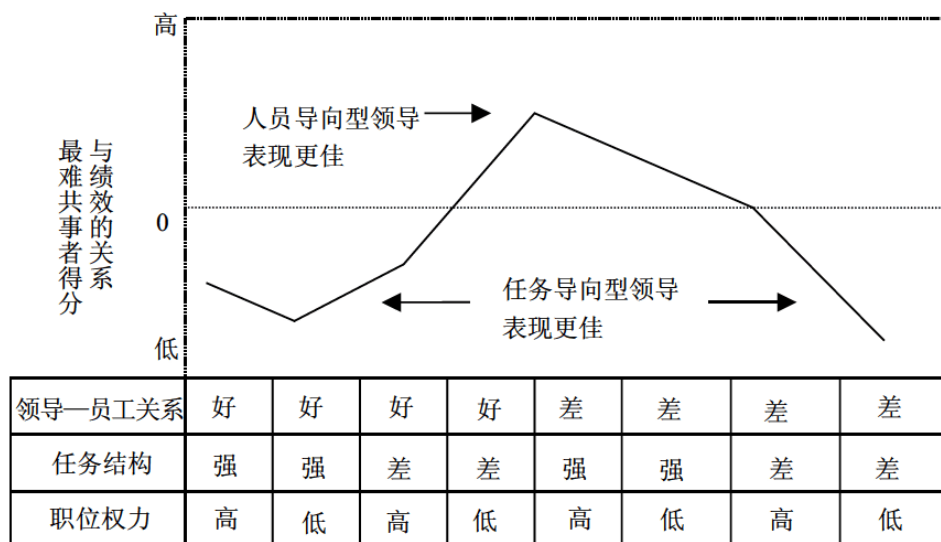 高
人员导向型领导
表现更佳
最难共事者得分
与绩效的关系
0
任务导向型领导
表现更佳
低
领导—员工关系 好 好 好 好 差 差 差 差
任务结构 强 强 差 差 强 强 差 差
职位权力 高 低 高 低 高 低 高 低